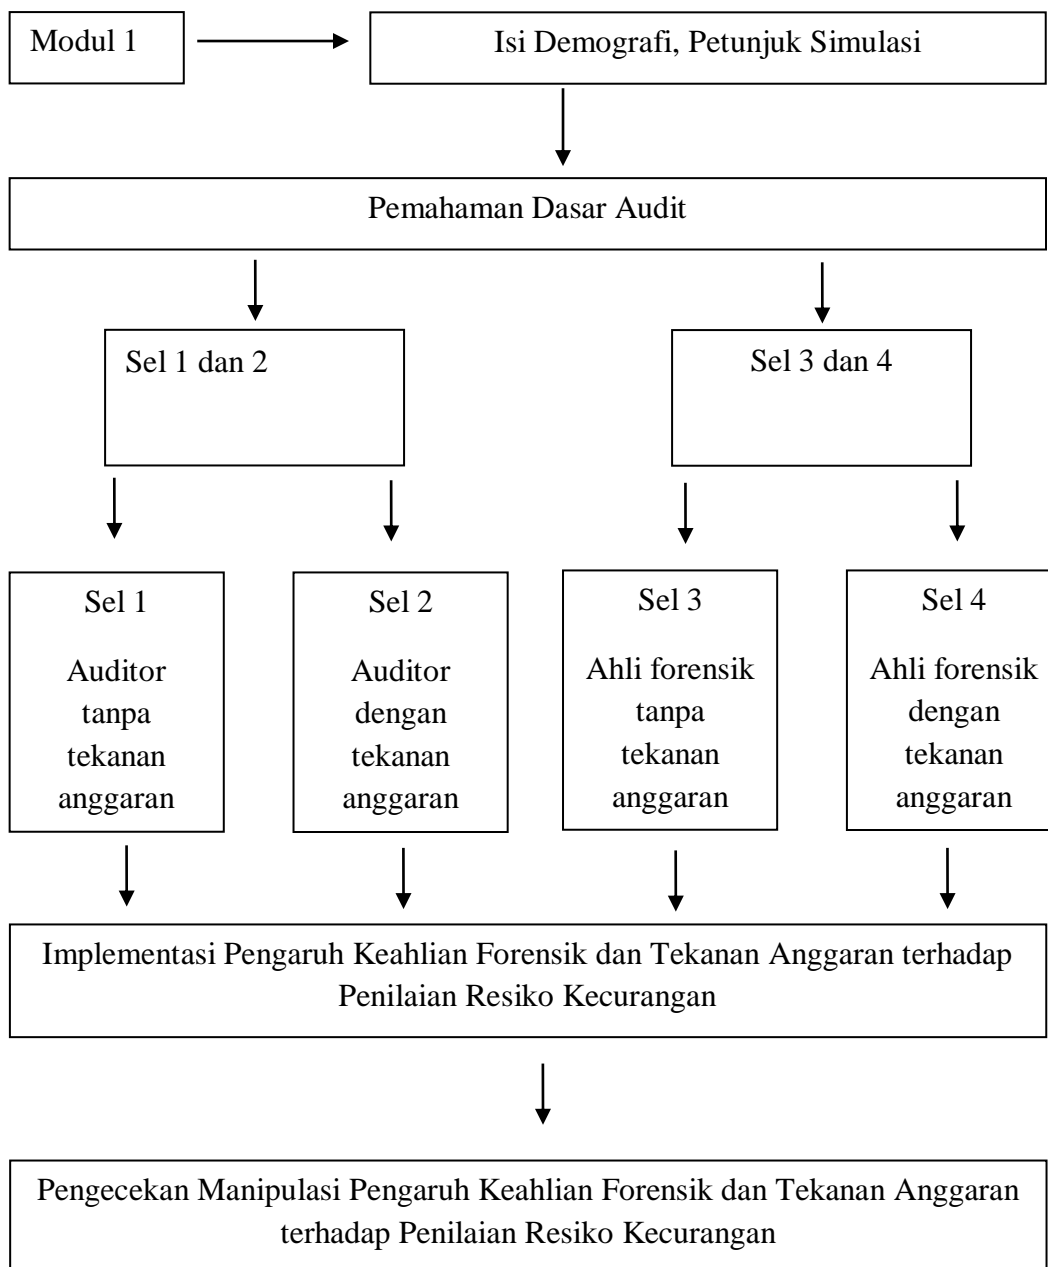 Modul 1
Isi Demografi, Petunjuk Simulasi
Pemahaman Dasar Audit
Sel 1 dan 2
Sel 3 dan 4
Sel 1
Auditor
tanpa
tekanan
anggaran
Sel 2
Auditor
dengan
tekanan
anggaran
Sel 3
Ahli forensik
tanpa
tekanan
anggaran
Sel 4
Ahli forensik
dengan
tekanan
anggaran
Implementasi Pengaruh Keahlian Forensik dan Tekanan Anggaran terhadap
Penilaian Resiko Kecurangan
Pengecekan Manipulasi Pengaruh Keahlian Forensik dan Tekanan Anggaran
terhadap Penilaian Resiko Kecurangan